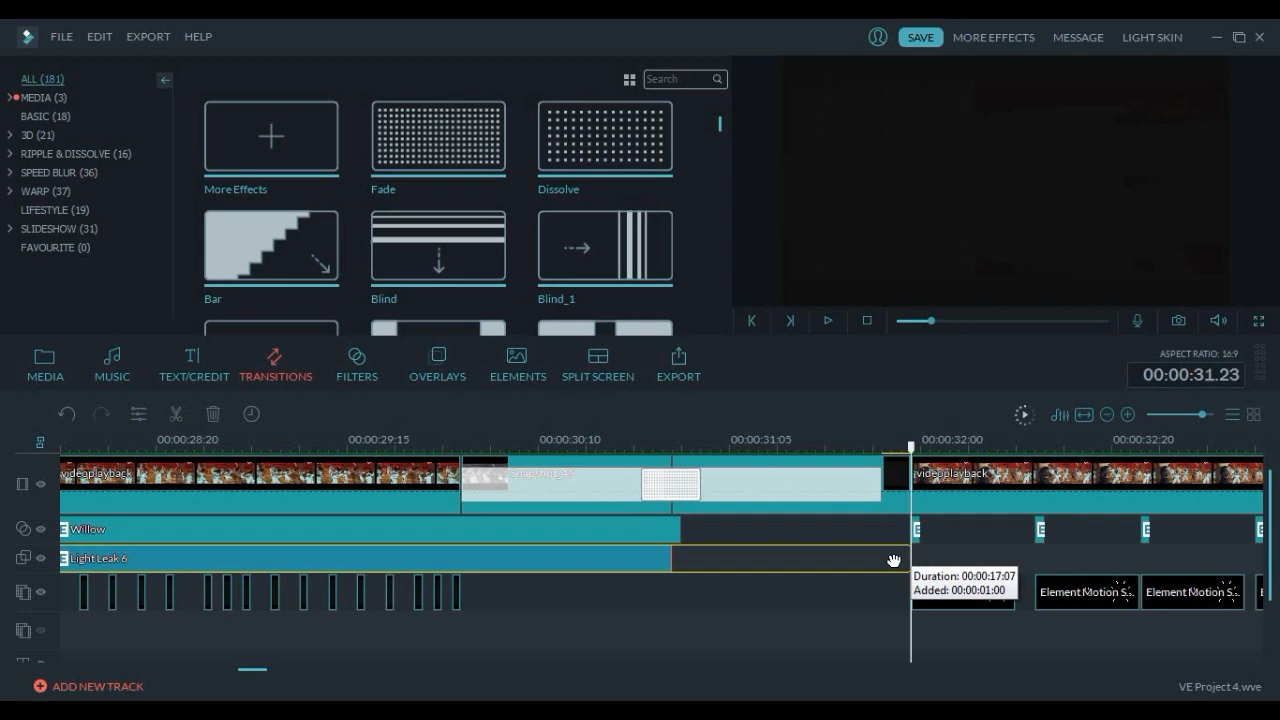 FILE EDIT EXPORT HELP
SAVE MORE EFFECTS MESSAGE LIGHT SKIN
ALL (181)
MEDIA (3)
BASIC (18)
3D (21)
RIPPLE & DISSOLVE (16)
SPEED BLUR (36)
WARP (37)
LIFESTYLE (19)
SLIDESHOW (31)
FAVOURITE (0)
Search
More Effects Fade Dissolve
Bar Blind Blind_1
MEDIA MUSIC TEXT/CREDIT TRANSITIONS FILTERS OVERLAYS ELEMENTS SPLIT SCREEN EXPORT
ASPECT RATIO: 16:9
00:00:31.23
00:00:28:20 00:00:29:15 00:00:30:10 00:00:31:05 00:00:32:00 00:00:32:20
videoplayback videoplayback
E Willow E E E E
E Light Leak 6
Duration: 00:00:17:07
Added: 00:00:01:00
Element Motion S... Element Motion S...
ADD NEW TRACK
VE Project 4.wve